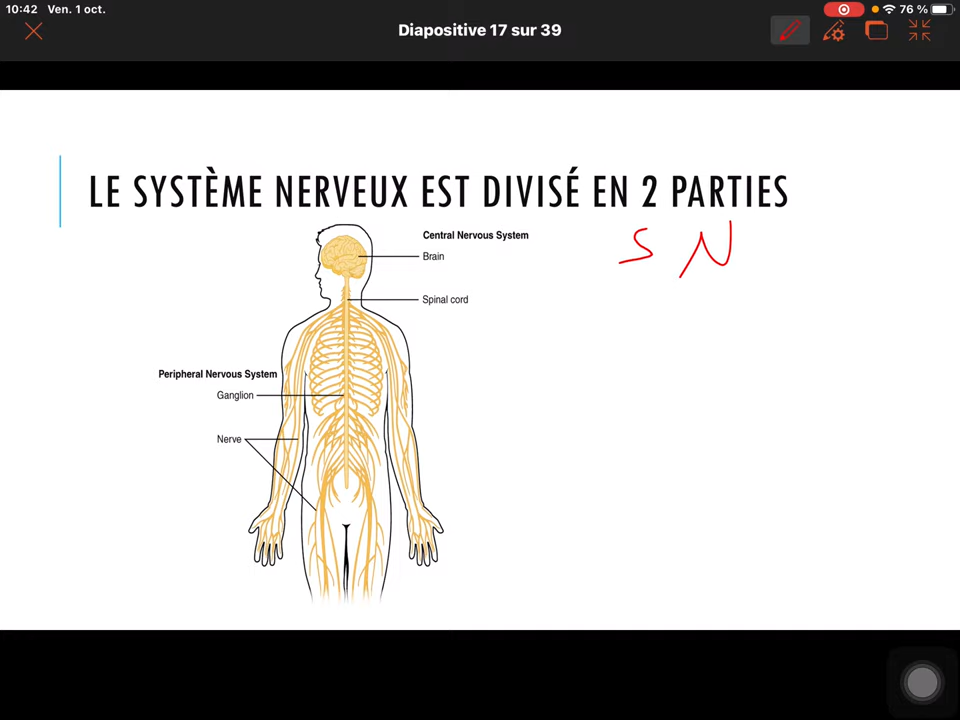 10:42 Ven. 1 oct.
76 %
Diapositive 17 sur 39
LE SYSTÈME NERVEUX EST DIVISÉ EN 2 PARTIES
Central Nervous System
S N
Brain
Spinal cord
Peripheral Nervous System
Ganglion
Nerve